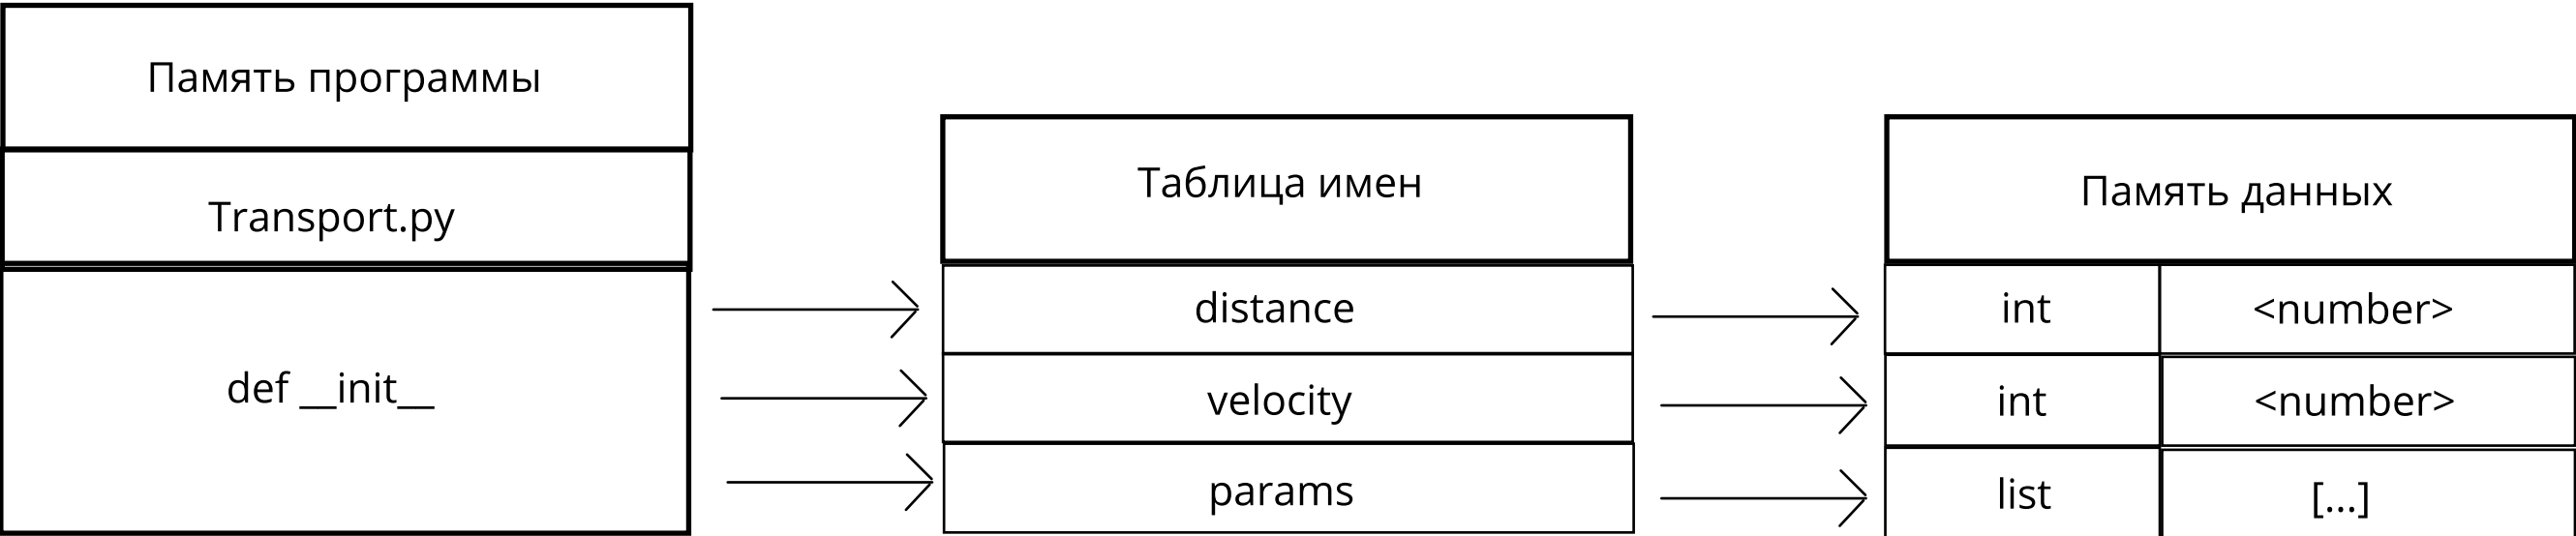 Память программы
Transport.py
def __init__
Таблица имен
distance
velocity
params
Память данных
int <number>
int <number>
list [...]